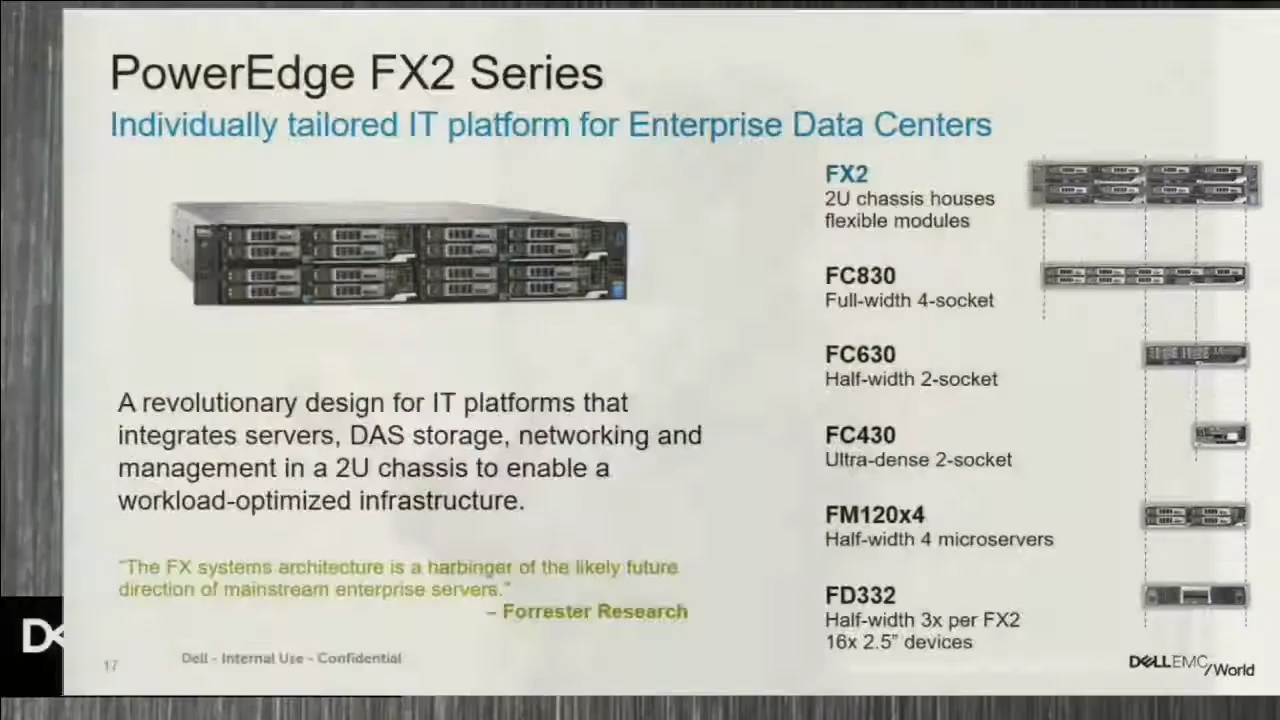 PowerEdge FX2 Series
Individually tailored IT platform for Enterprise Data Centers
A revolutionary design for IT platforms that
integrates servers, DAS storage, networking and
management in a 2U chassis to enable a
workload-optimized infrastructure.
“The FX systems architecture is a harbinger of the likely future
direction of mainstream enterprise servers.”
– Forrester Research
FX2
2U chassis houses
flexible modules
FC830
Full-width 4-socket
FC630
Half-width 2-socket
FC430
Ultra-dense 2-socket
FM120x4
Half-width 4 microservers
FD332
Half-width 3x per FX2
16x 2.5” devices
17
Dell - Internal Use - Confidential
DELLEMC
World